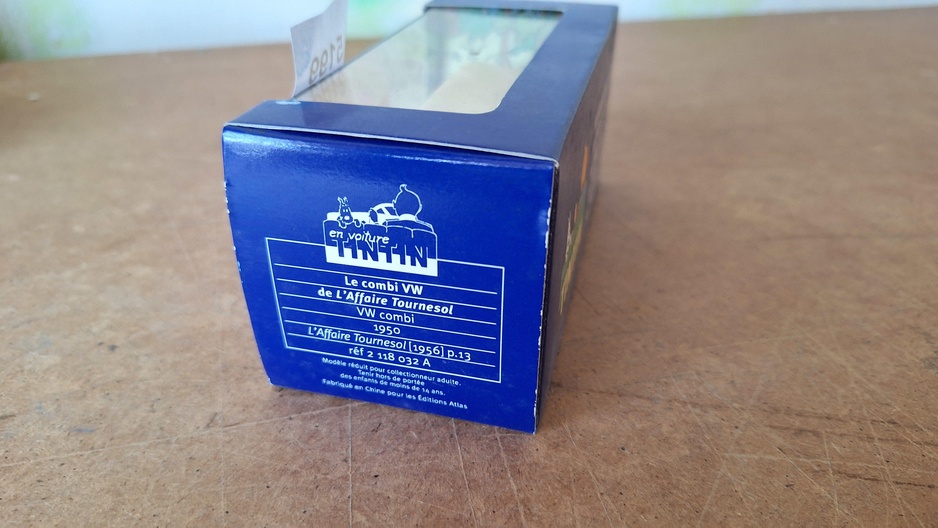 5199
en voiture
TINTIN
Le combi VW
de L'Affaire Tournesol
VW combi
1950
L'Affaire Tournesol [1956] p.13
réf 2 118 032 A
Modèle réduit pour collectionneur adulte.
Tenir hors de portée
des enfants de moins de 14 ans.
Fabriqué en Chine pour les Éditions Atlas